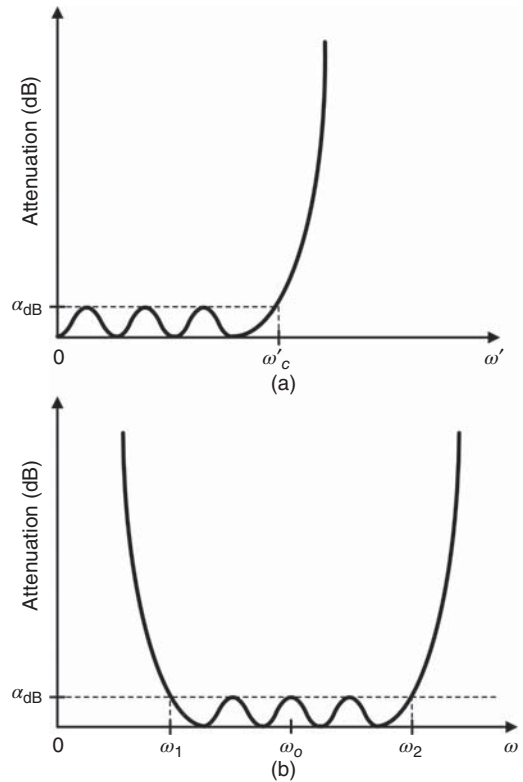 Attenuation (dB)
α_dB
0
ω'_c
ω'
(a)
Attenuation (dB)
α_dB
0
ω_1
ω_o
ω_2
ω
(b)